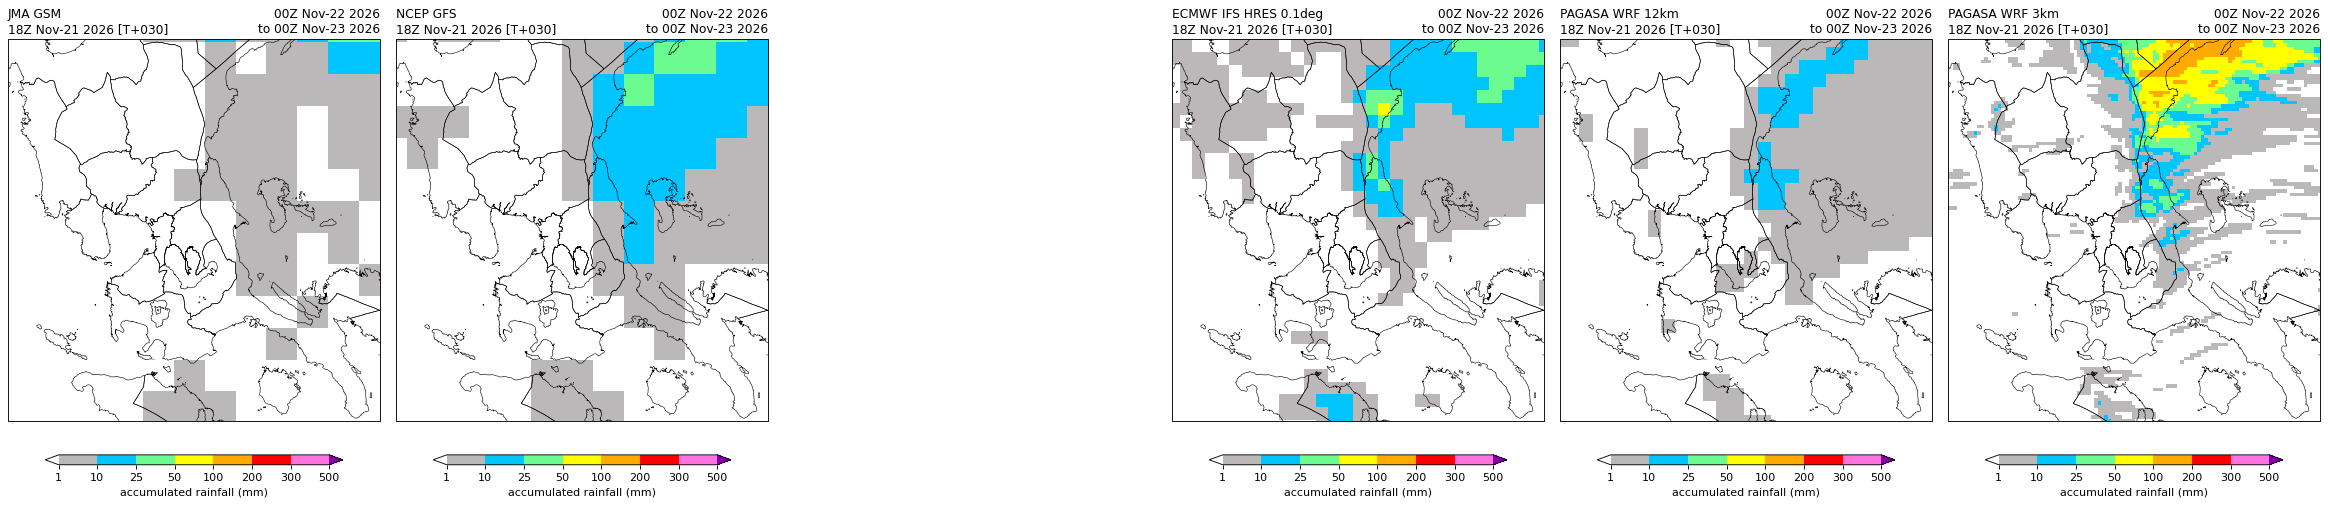 JMA GSM
00Z Nov-22 2026
18Z Nov-21 2026 [T+030]
to 00Z Nov-23 2026
1 10 25 50 100 200 300 500
accumulated rainfall (mm)
NCEP GFS
00Z Nov-22 2026
18Z Nov-21 2026 [T+030]
to 00Z Nov-23 2026
1 10 25 50 100 200 300 500
accumulated rainfall (mm)
ECMWF IFS HRES 0.1deg
00Z Nov-22 2026
18Z Nov-21 2026 [T+030]
to 00Z Nov-23 2026
1 10 25 50 100 200 300 500
accumulated rainfall (mm)
PAGASA WRF 12km
00Z Nov-22 2026
18Z Nov-21 2026 [T+030]
to 00Z Nov-23 2026
1 10 25 50 100 200 300 500
accumulated rainfall (mm)
PAGASA WRF 3km
00Z Nov-22 2026
18Z Nov-21 2026 [T+030]
to 00Z Nov-23 2026
1 10 25 50 100 200 300 500
accumulated rainfall (mm)